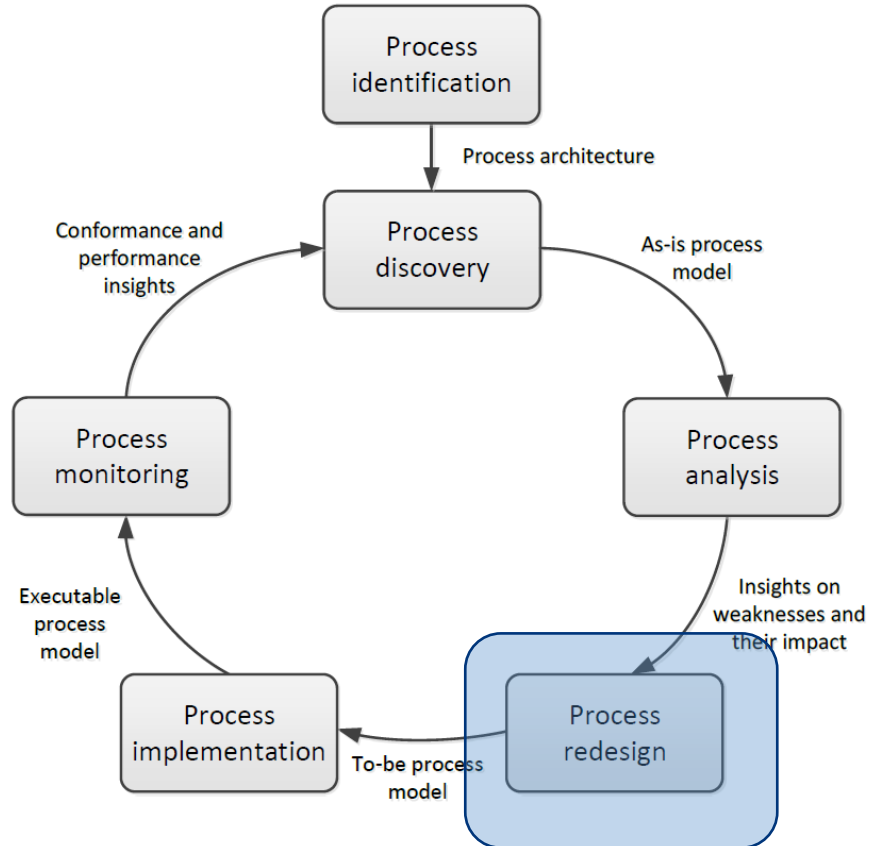 Process
identification
Process architecture
Process
discovery
Conformance and
performance
insights
As-is process
model
Process
monitoring
Process
analysis
Executable
process
model
Insights on
weaknesses and
their impact
Process
implementation
To-be process
model
Process
redesign